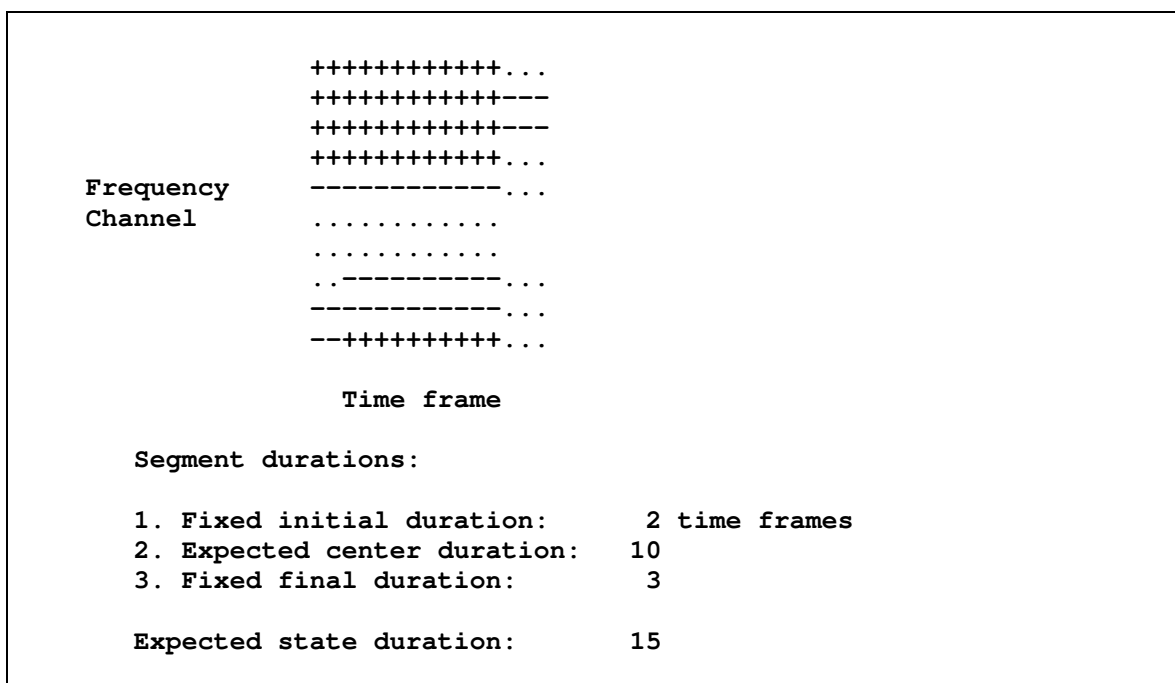 ++++++++++++...
++++++++++++---
++++++++++++---
++++++++++++...
Frequency ------------...
Channel ............
............
..----------...
------------...
--++++++++++...
Time frame
Segment durations:
1. Fixed initial duration: 2 time frames
2. Expected center duration: 10
3. Fixed final duration: 3
Expected state duration: 15